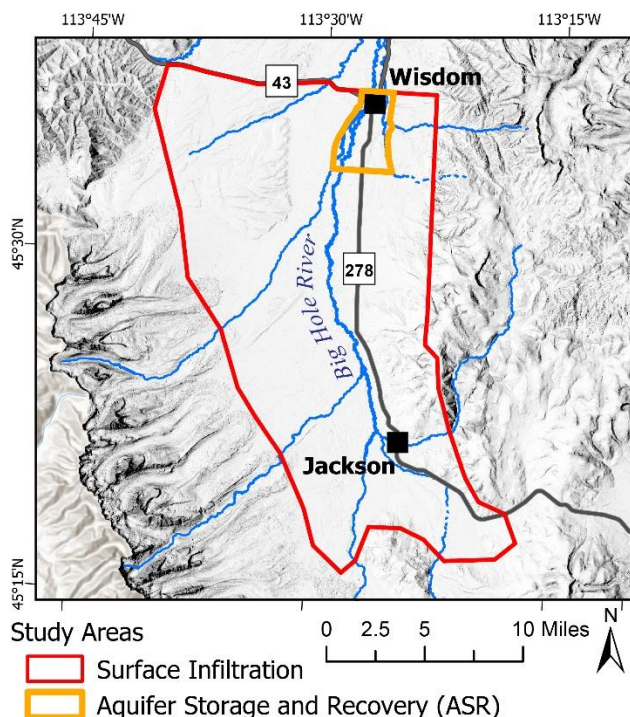 113°45'W 113°30'W 113°15'W
Wisdom
43
45°30'N
278
Big Hole River
Jackson
45°15'N
Study Areas
N
0 2.5 5 10 Miles
Surface Infiltration
Aquifer Storage and Recovery (ASR)